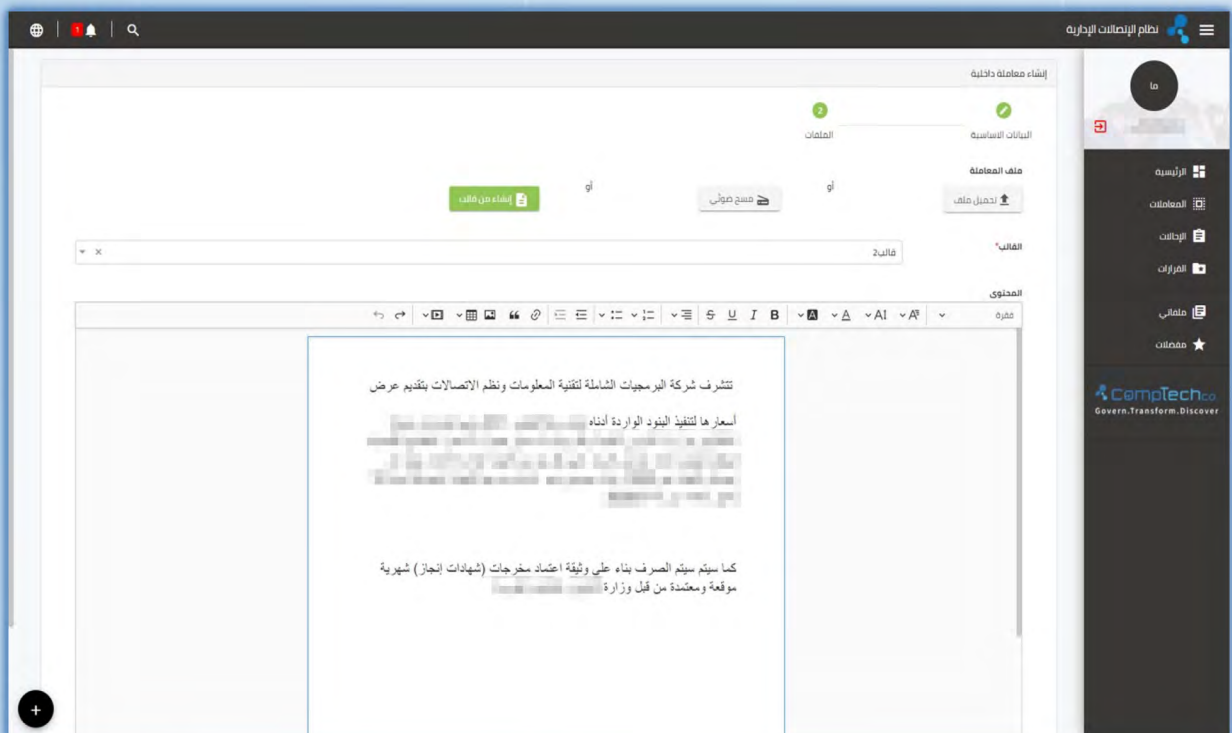 نظام الإتصالات الإدارية
1
ما
الرئيسية
المعاملات
الإحالات
القرارات
ملفاتي
مفضلات
CompTechco
Govern.Transform.Discover
إنشاء معاملة داخلية
2
البيانات الاساسية
الملفات
ملف المعاملة
تحميل ملف
أو
مسح ضوئي
أو
إنشاء من قالب
القالب*
قالب2
المحتوى
فقرة
تتشرف شركة البرمجيات الشاملة لتقنية المعلومات ونظم الاتصالات بتقديم عرض
أسعارها لتنفيذ البنود الواردة أدناه
كما سيتم سيتم الصرف بناء على وثيقة اعتماد مخرجات (شهادات إنجاز) شهرية
موقعة ومعتمدة من قبل وزارة